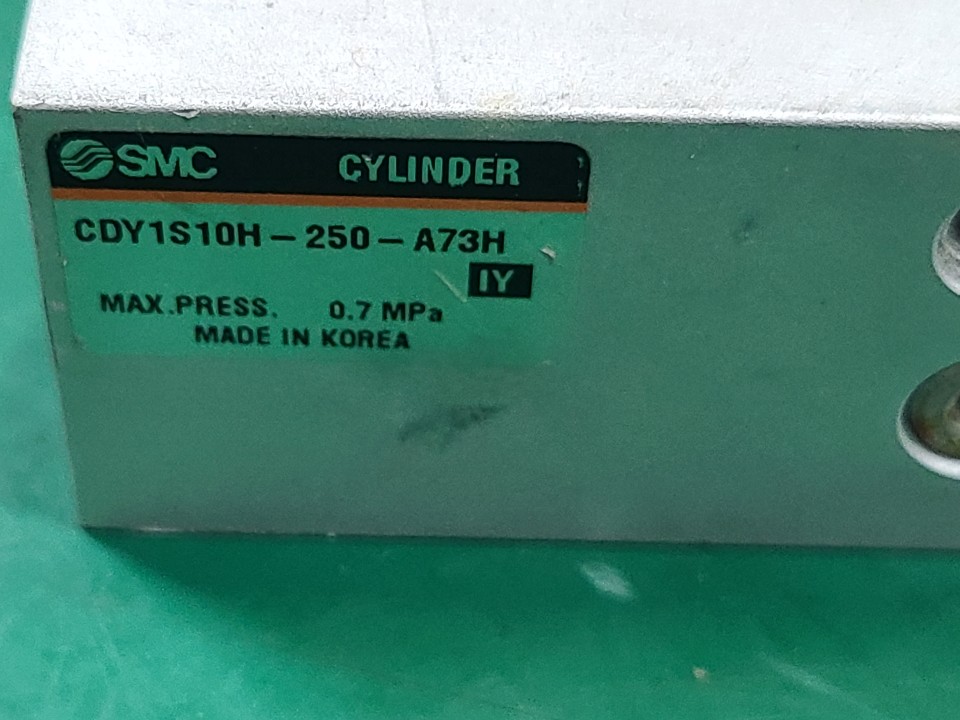 SMC CYLINDER
CDY1S10H-250-A73H
IY
MAX.PRESS. 0.7 MPa
MADE IN KOREA